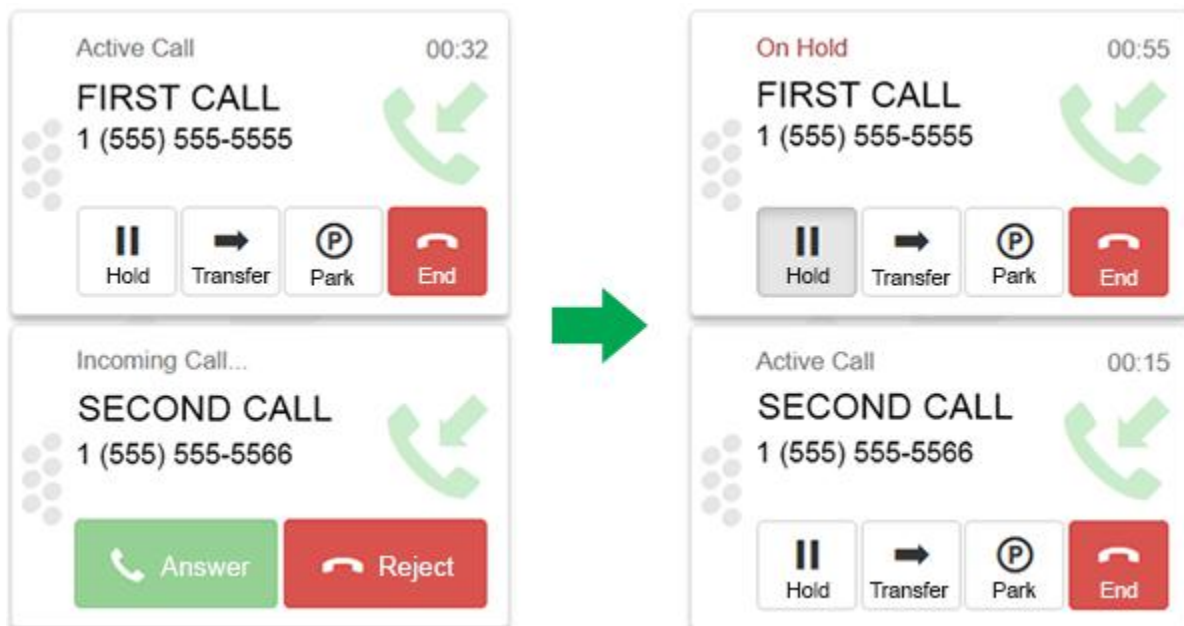 Active Call 00:32
FIRST CALL
1 (555) 555-5555
Hold Transfer P Park End
Incoming Call...
SECOND CALL
1 (555) 555-5566
Answer Reject
On Hold 00:55
FIRST CALL
1 (555) 555-5555
Hold Transfer P Park End
Active Call 00:15
SECOND CALL
1 (555) 555-5566
Hold Transfer P Park End